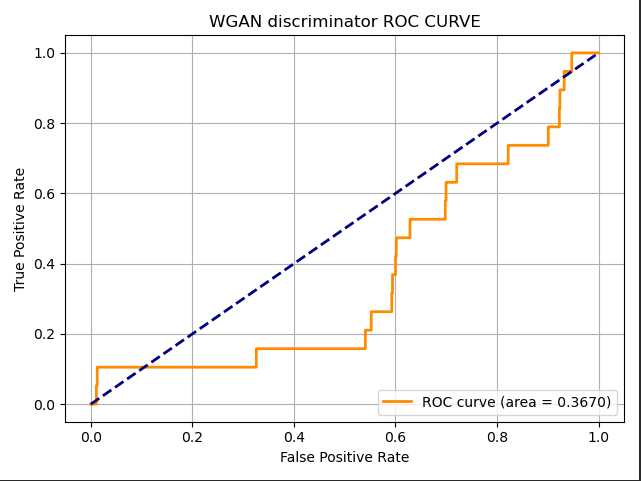 WGAN discriminator ROC CURVE
True Positive Rate
1.0
0.8
0.6
0.4
0.2
0.0
ROC curve (area = 0.3670)
0.0 0.2 0.4 0.6 0.8 1.0
False Positive Rate